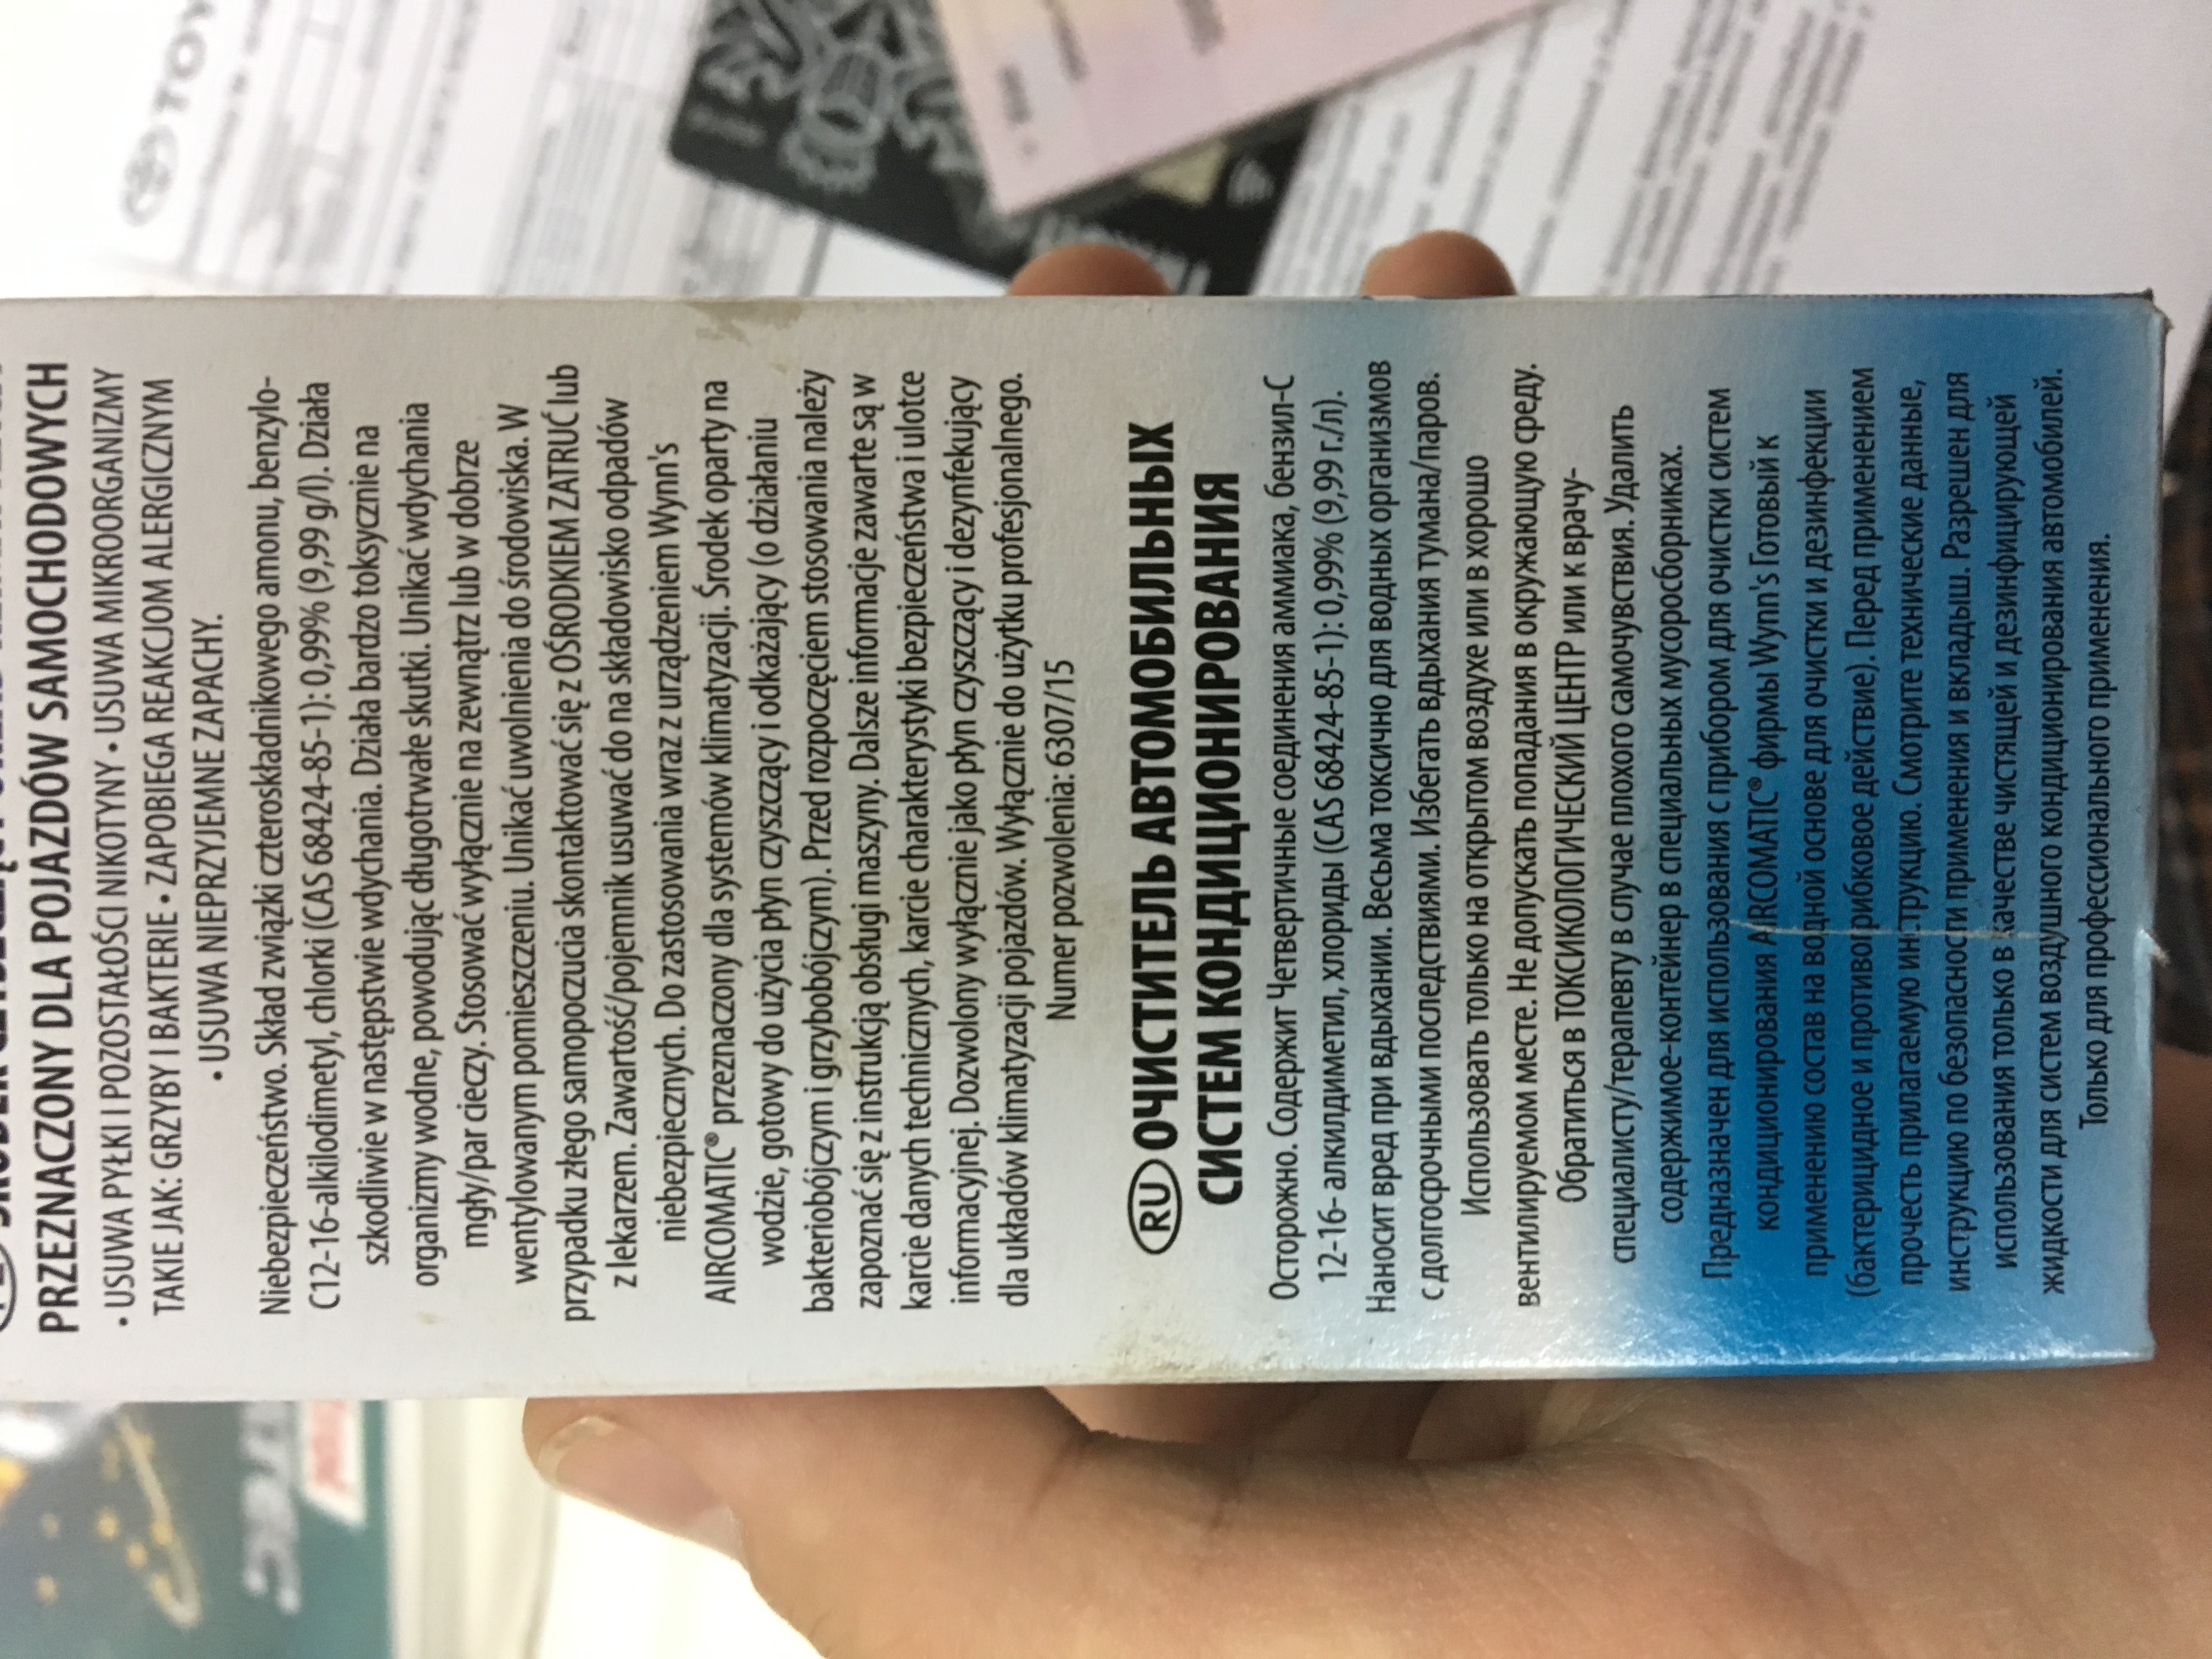 PRZEZNACZONY DLA POJAZDÓW SAMOCHODOWYCH
• USUWA PYŁKI I POZOSTAŁOŚCI NIKOTYNY • USUWA MIKROORGANIZMY
TAKIE JAK: GRZYBY I BAKTERIE • ZAPOBIEGA REAKCJOM ALERGICZNYM
• USUWA NIEPRZYJEMNE ZAPACHY.
Niebezpieczeństwo. Skład związki czteroskładnikowego amonu, benzylo-
C12-16-alkilodimetyl, chlorki (CAS 68424-85-1): 0,99% (9,99 g/l). Działa
szkodliwie w następstwie wdychania. Działa bardzo toksycznie na
organizmy wodne, powodując długotrwałe skutki. Unikać wdychania
mgły/par cieczy. Stosować wyłącznie na zewnątrz lub w dobrze
wentylowanym pomieszczeniu. Unikać uwolnienia do środowiska. W
przypadku złego samopoczucia skontaktować się z OŚRODKIEM ZATRUĆ lub
z lekarzem. Zawartość/pojemnik usuwać do na składowisko odpadów
niebezpiecznych. Do zastosowania wraz z urządzeniem Wynn's
AIRCOMATIC® przeznaczony dla systemów klimatyzacji. Środek oparty na
wodzie, gotowy do użycia płyn czyszczący i odkażający (o działaniu
bakteriobójczym i grzybobójczym). Przed rozpoczęciem stosowania należy
zapoznać się z instrukcją obsługi maszyny. Dalsze informacje zawarte są w
karcie danych technicznych, karcie charakterystyki bezpieczeństwa i ulotce
informacyjnej. Dozwolony wyłącznie jako płyn czyszczący i dezynfekujący
dla układów klimatyzacji pojazdów. Wyłącznie do użytku profesjonalnego.
Numer pozwolenia: 6307/15
RU ОЧИСТИТЕЛЬ АВТОМОБИЛЬНЫХ
СИСТЕМ КОНДИЦИОНИРОВАНИЯ
Осторожно. Содержит Четвертичные соединения аммиака, бензил-С
12-16- алкилдиметил, хлориды (CAS 68424-85-1): 0,99% (9,99 г./л).
Наносит вред при вдыхании. Весьма токсично для водных организмов
с долгосрочными последствиями. Избегать вдыхания тумана/паров.
Использовать только на открытом воздухе или в хорошо
вентилируемом месте. Не допускать попадания в окружающую среду.
Обратиться в ТОКСИКОЛОГИЧЕСКИЙ ЦЕНТР или к врачу-
специалисту/терапевту в случае плохого самочувствия. Удалить
содержимое-контейнер в специальных мусоросборниках.
Предназначен для использования с прибором для очистки систем
кондиционирования ARCOMATIC® фирмы Wynn's Готовый к
применению состав на водной основе для очистки и дезинфекции
(бактерицидное и противогрибковое действие). Перед применением
прочесть прилагаемую инструкцию. Смотрите технические данные,
инструкцию по безопасности применения и вкладыш. Разрешен для
использования только в качестве чистящей и дезинфицирующей
жидкости для систем воздушного кондиционирования автомобилей.
Только для профессионального применения.